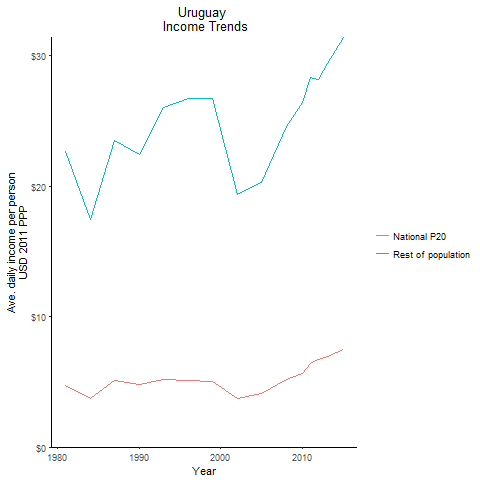 Uruguay
Income Trends
Ave. daily income per person
USD 2011 PPP
$30
$20
$10
$0
1980
1990
2000
2010
Year
National P20
Rest of population